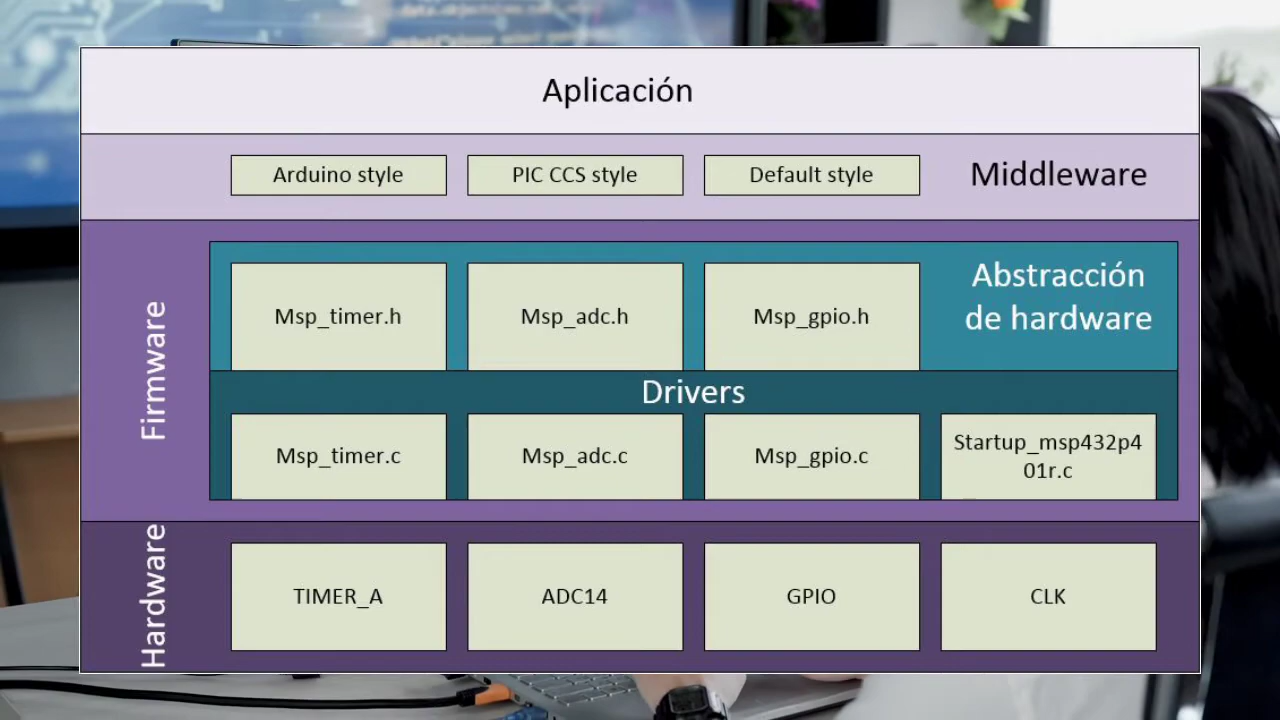 Aplicación
Arduino style
PIC CCS style
Default style
Middleware
Firmware
Msp_timer.h
Msp_adc.h
Msp_gpio.h
Abstracción
de hardware
Drivers
Msp_timer.c
Msp_adc.c
Msp_gpio.c
Startup_msp432p4
01r.c
Hardware
TIMER_A
ADC14
GPIO
CLK